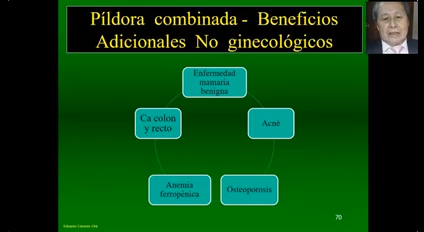 Píldora combinada - Beneficios
Adicionales No ginecológicos
Enfermedad
mamaria
benigna
Acné
Osteoporosis
Anemia
ferropénica
Ca colon
y recto
70